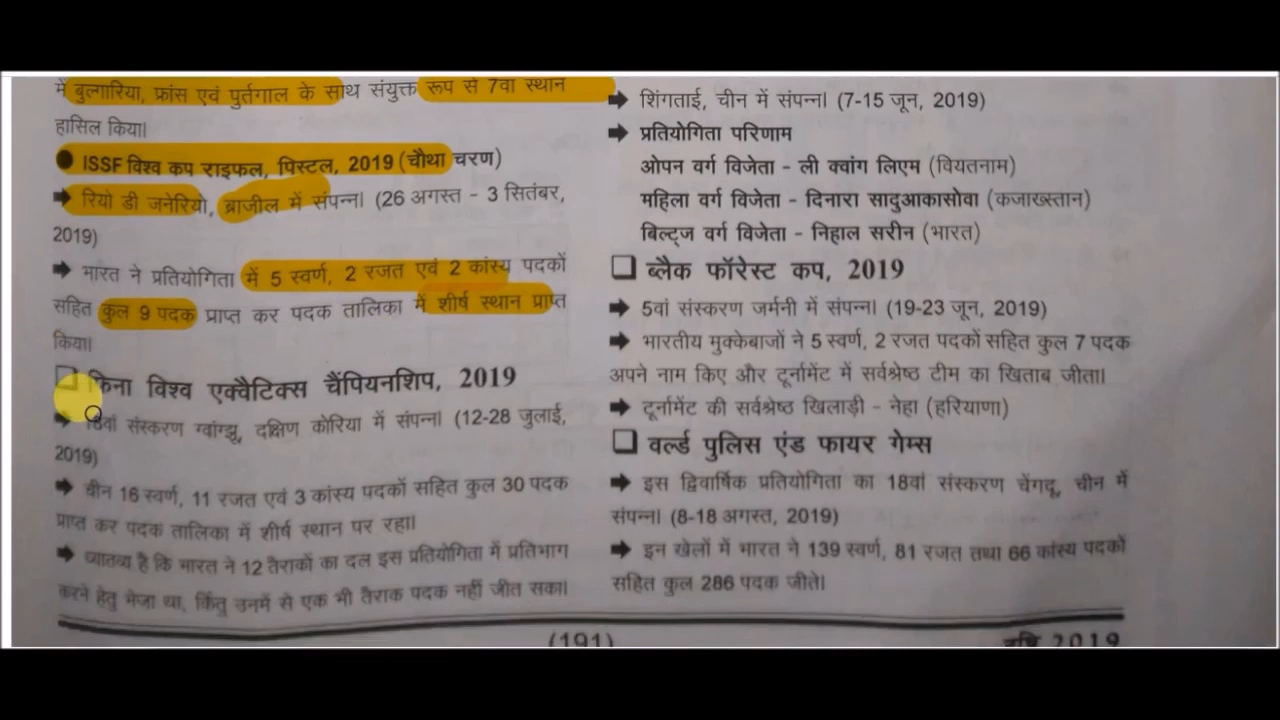 में बुल्गारिया, फ्रांस एवं पुर्तगाल के साथ संयुक्त रूप से 7वां स्थान
हासिल किया।
● ISSF विश्व कप राइफल, पिस्टल, 2019 (चौथा चरण)
➡ रियो डी जनेरियो, ब्राजील में संपन्न। (26 अगस्त - 3 सितंबर,
2019)
➡ भारत ने प्रतियोगिता में 5 स्वर्ण, 2 रजत एवं 2 कांस्य पदकों
सहित कुल 9 पदक प्राप्त कर पदक तालिका में शीर्ष स्थान प्राप्त
किया।
❑ फिना विश्व एक्वैटिक्स चैंपियनशिप, 2019
➡ 18वां संस्करण ग्वांग्झू, दक्षिण कोरिया में संपन्न। (12-28 जुलाई,
2019)
➡ चीन 16 स्वर्ण, 11 रजत एवं 3 कांस्य पदकों सहित कुल 30 पदक
प्राप्त कर पदक तालिका में शीर्ष स्थान पर रहा।
➡ ध्यातव्य है कि भारत ने 12 तैराकों का दल इस प्रतियोगिता में प्रतिभाग
करने हेतु भेजा था, किंतु उनमें से एक भी तैराक पदक नहीं जीत सका।
➡ शिंगताई, चीन में संपन्न। (7-15 जून, 2019)
➡ प्रतियोगिता परिणाम
ओपन वर्ग विजेता - ली क्वांग लिएम (वियतनाम)
महिला वर्ग विजेता - दिनारा सादुआकासोवा (कजाख्स्तान)
बिल्ट्ज वर्ग विजेता - निहाल सरीन (भारत)
❑ ब्लैक फॉरेस्ट कप, 2019
➡ 5वां संस्करण जर्मनी में संपन्न। (19-23 जून, 2019)
➡ भारतीय मुक्केबाजों ने 5 स्वर्ण, 2 रजत पदकों सहित कुल 7 पदक
अपने नाम किए और टूर्नामेंट में सर्वश्रेष्ठ टीम का खिताब जीता।
➡ टूर्नामेंट की सर्वश्रेष्ठ खिलाड़ी - नेहा (हरियाणा)
❑ वर्ल्ड पुलिस एंड फायर गेम्स
➡ इस द्विवार्षिक प्रतियोगिता का 18वां संस्करण चेंगदू, चीन में
संपन्न। (8-18 अगस्त, 2019)
➡ इन खेलों में भारत ने 139 स्वर्ण, 81 रजत तथा 66 कांस्य पदकों
सहित कुल 286 पदक जीते।
(191)
2019